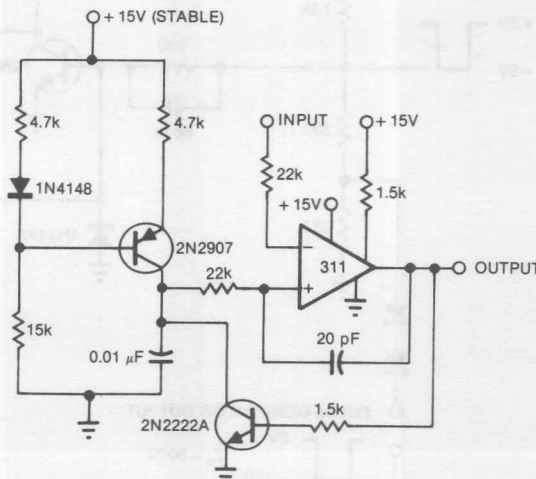 + 15V (STABLE)
4.7k
4.7k
INPUT
+ 15V
1N4148
22k
+ 15V
1.5k
2N2907
−
311
OUTPUT
22k
+
15k
20 pF
0.01 µF
2N2222A
1.5k